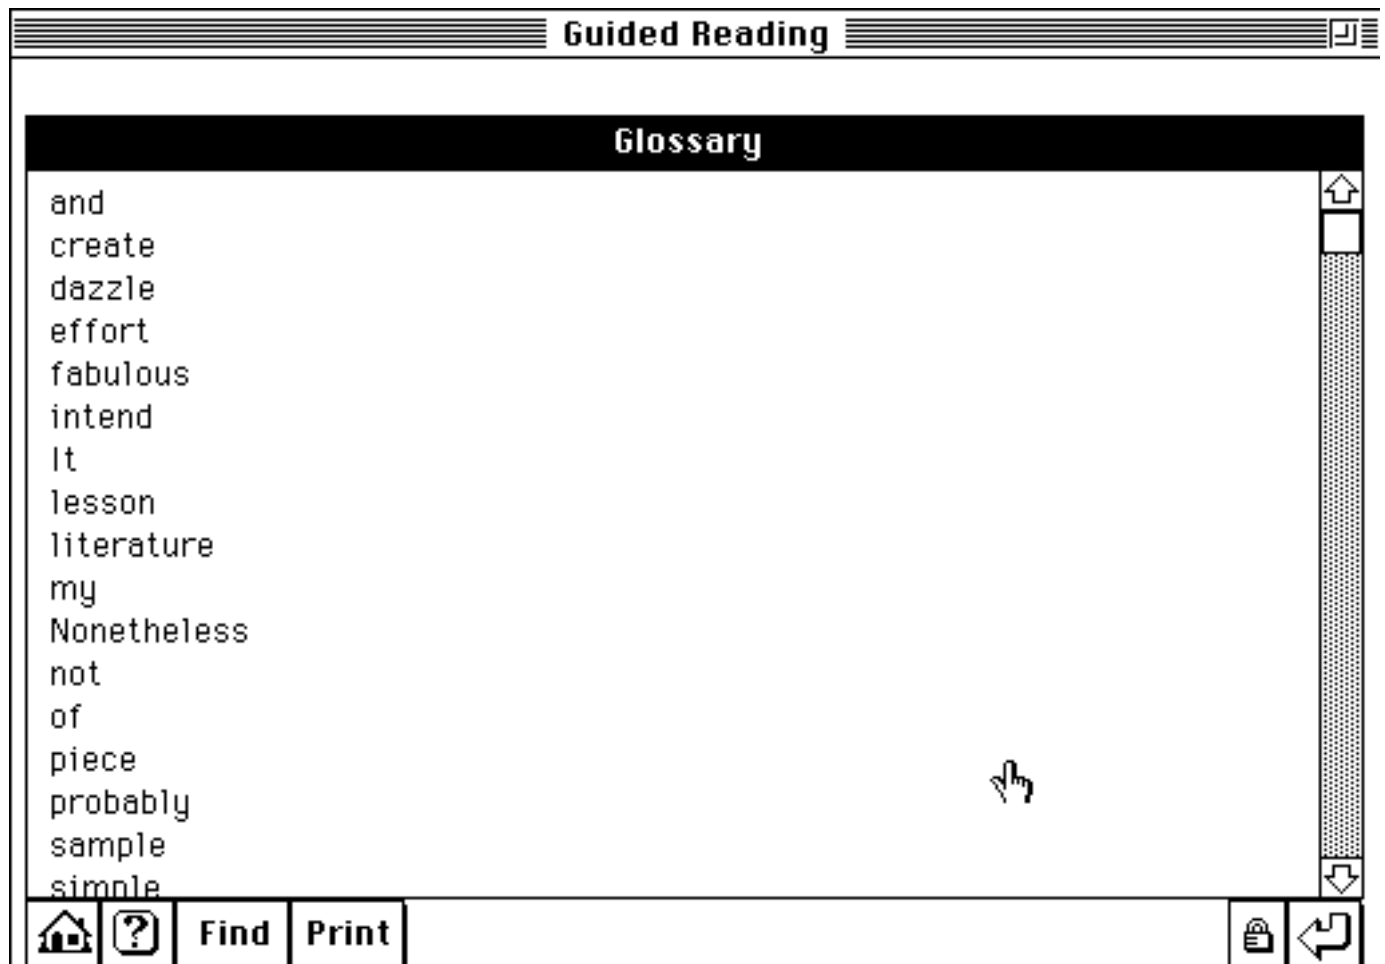 Guided Reading
Glossary
and
create
dazzle
effort
fabulous
intend
It
lesson
literature
my
Nonetheless
not
of
piece
probably
sample
simple
? Find Print